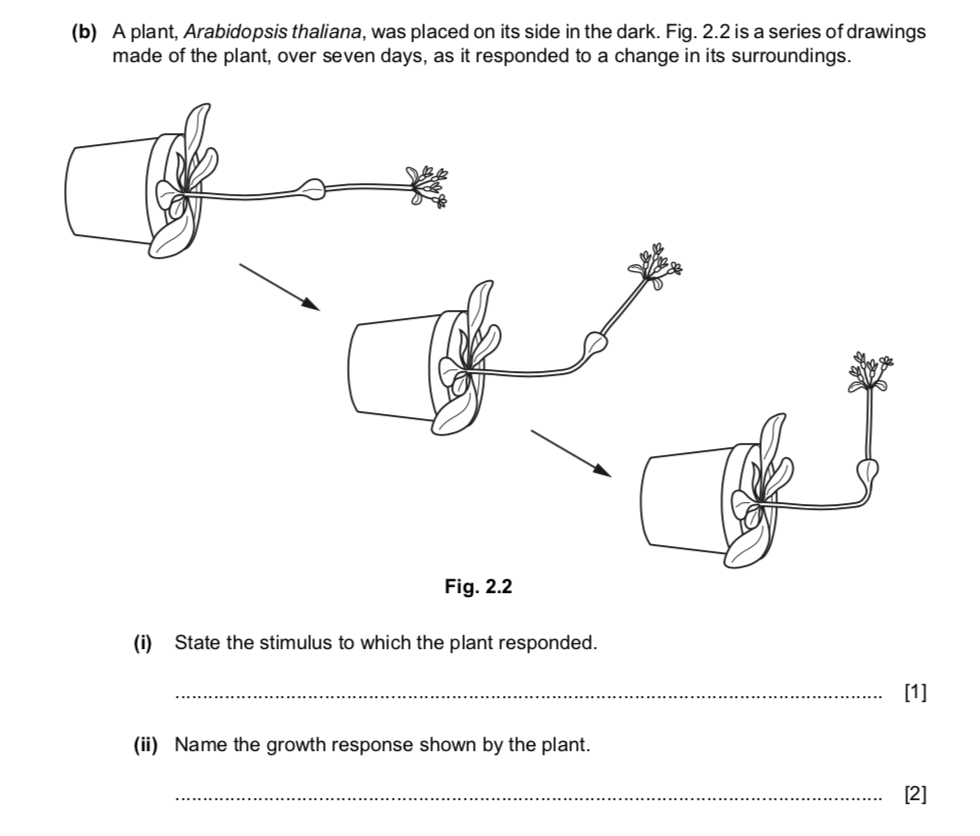 (b) A plant, Arabidopsis thaliana, was placed on its side in the dark. Fig. 2.2 is a series of drawings
made of the plant, over seven days, as it responded to a change in its surroundings.
Fig. 2.2
(i) State the stimulus to which the plant responded.
[1]
(ii) Name the growth response shown by the plant.
[2]